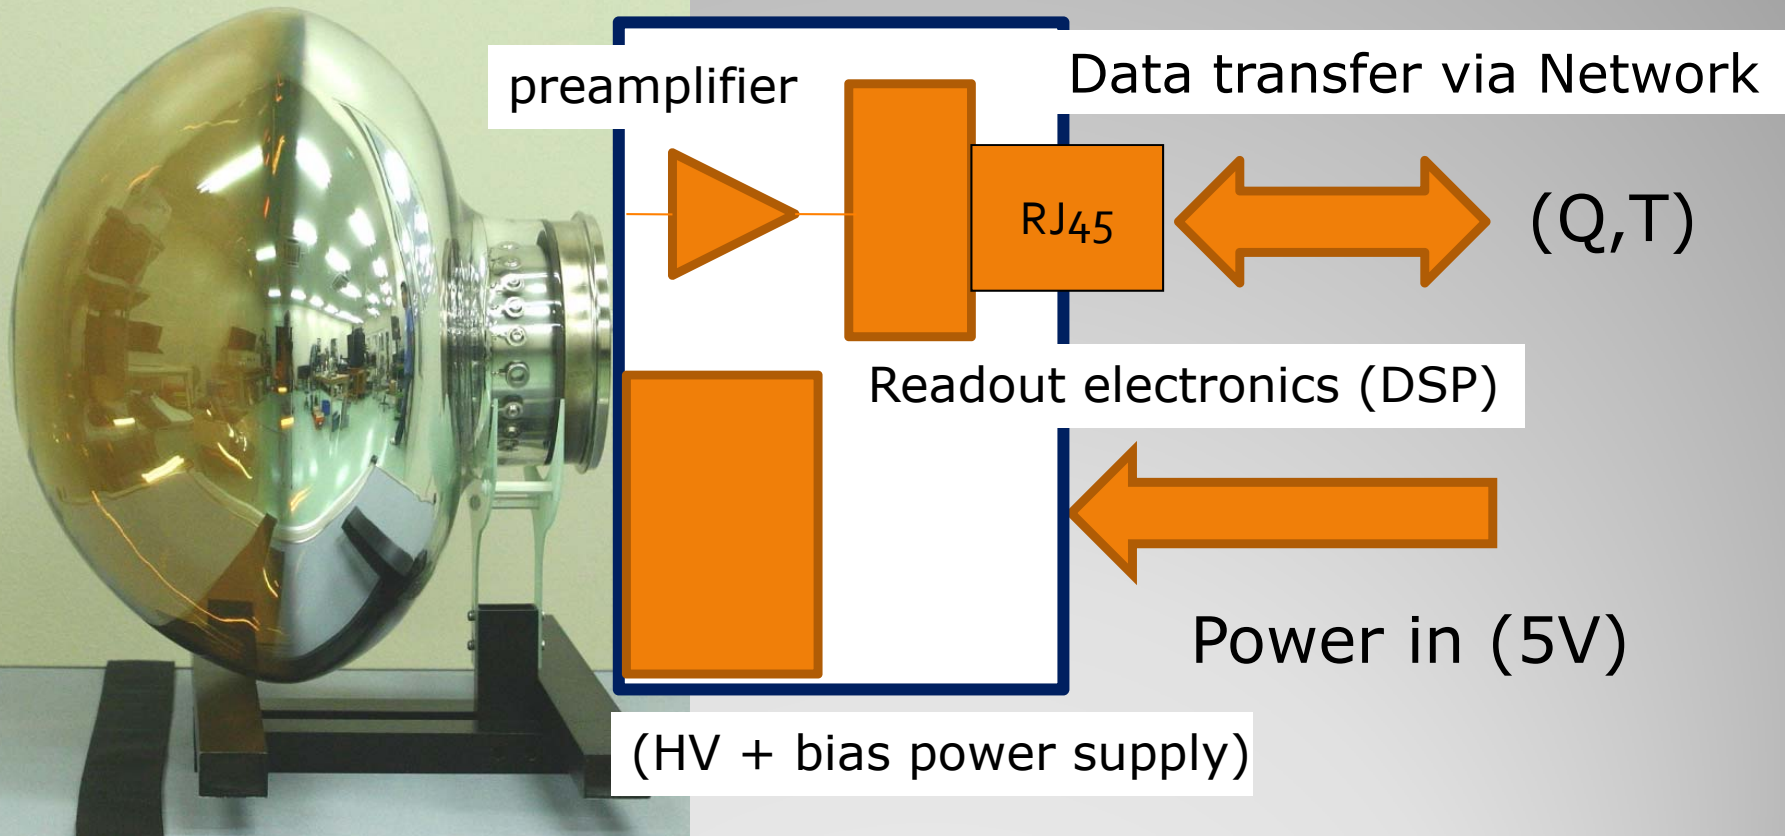 preamplifier
Data transfer via Network
RJ45
(Q,T)
Readout electronics (DSP)
Power in (5V)
(HV + bias power supply)